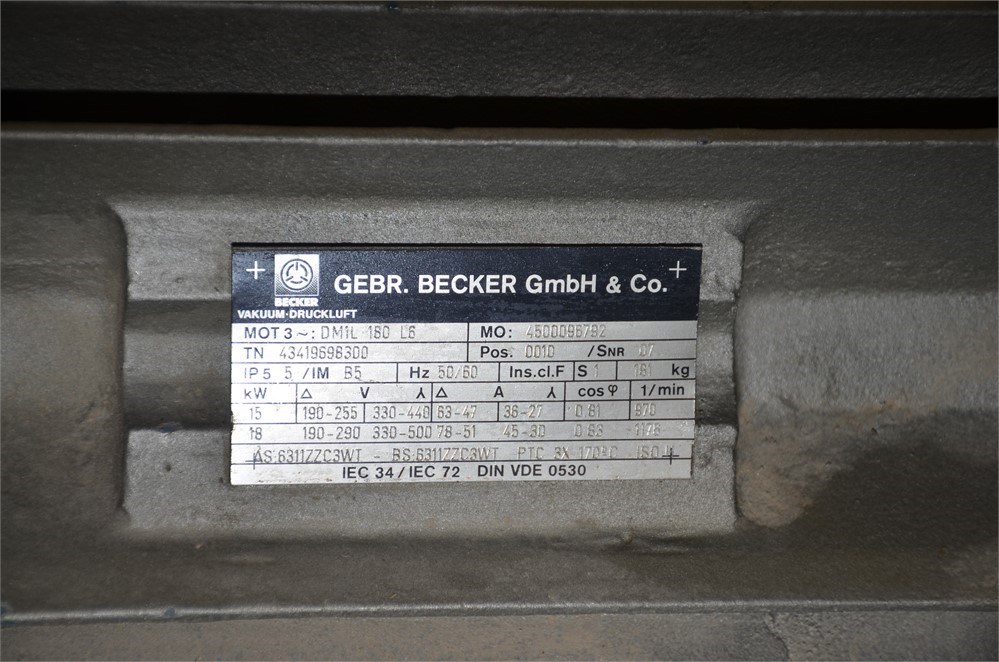 BECKER
GEBR. BECKER GmbH & Co.
VAKUUM-DRUCKLUFT
MOT 3 ~: DM1L 160 L6 MO: 4500096792
TN 43419698300 Pos. 0010 / SNR 07
IP 5 5 / IM B5 Hz 50/60 Ins.cl.F S 1 181 kg
kW △ V Y △ A Y cos φ 1/min
15 190-255 330-440 63-47 36-27 0.81 970
18 190-290 330-500 78-51 45-30 0.83
AS:6311ZZC3WT - BS:6311ZZC3WT PTC 3X 170°C
IEC 34 / IEC 72 DIN VDE 0530